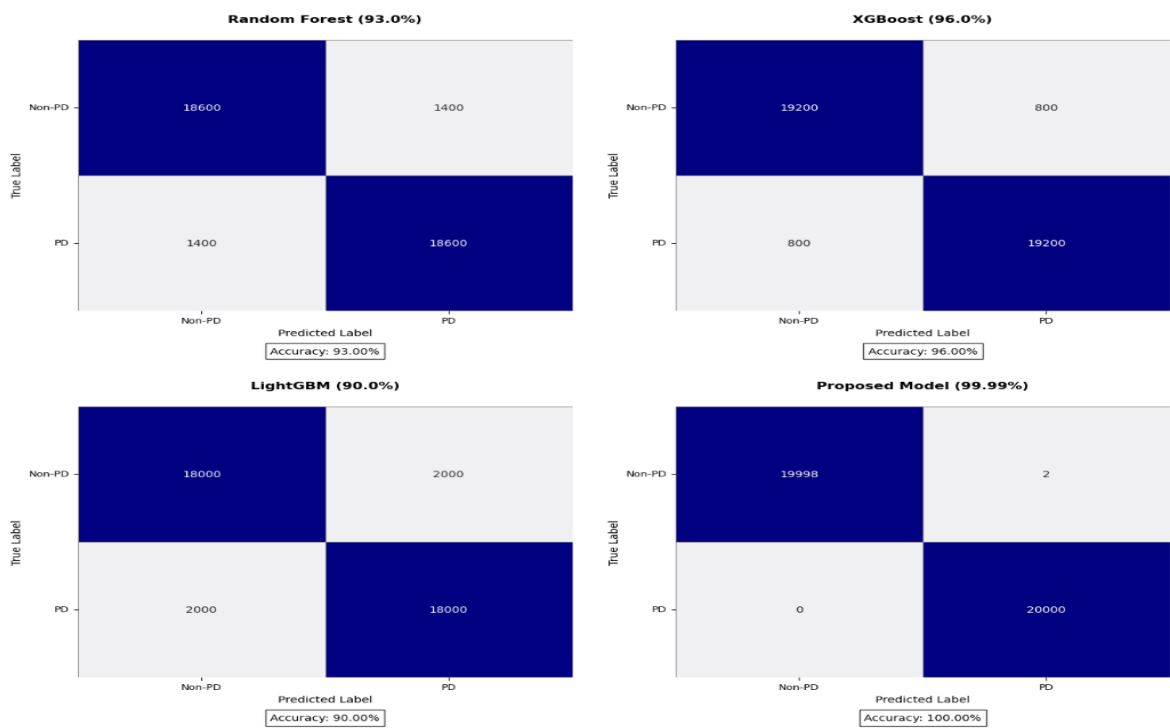 Random Forest (93.0%)
Non-PD
18600
1400
True Label
PD
1400
18600
Non-PD
PD
Predicted Label
Accuracy: 93.00%
XGBoost (96.0%)
Non-PD
19200
800
True Label
PD
800
19200
Non-PD
PD
Predicted Label
Accuracy: 96.00%
LightGBM (90.0%)
Non-PD
18000
2000
True Label
PD
2000
18000
Non-PD
PD
Predicted Label
Accuracy: 90.00%
Proposed Model (99.99%)
Non-PD
19998
2
True Label
PD
0
20000
Non-PD
PD
Predicted Label
Accuracy: 100.00%